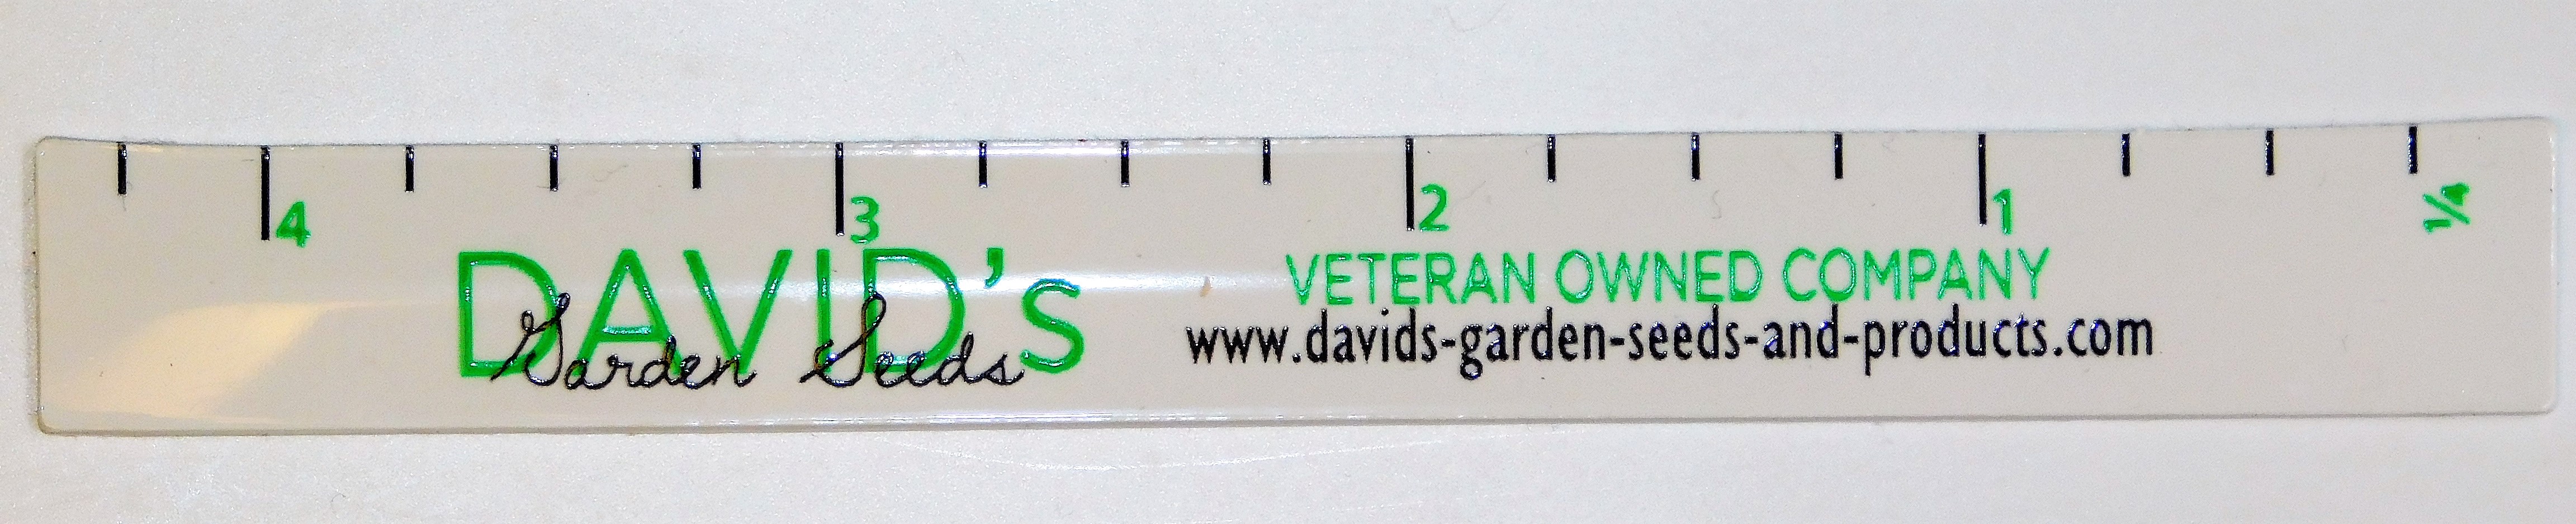 4 3 2 1 1/4
DAVID's
Garden Seeds
VETERAN OWNED COMPANY
www.davids-garden-seeds-and-products.com